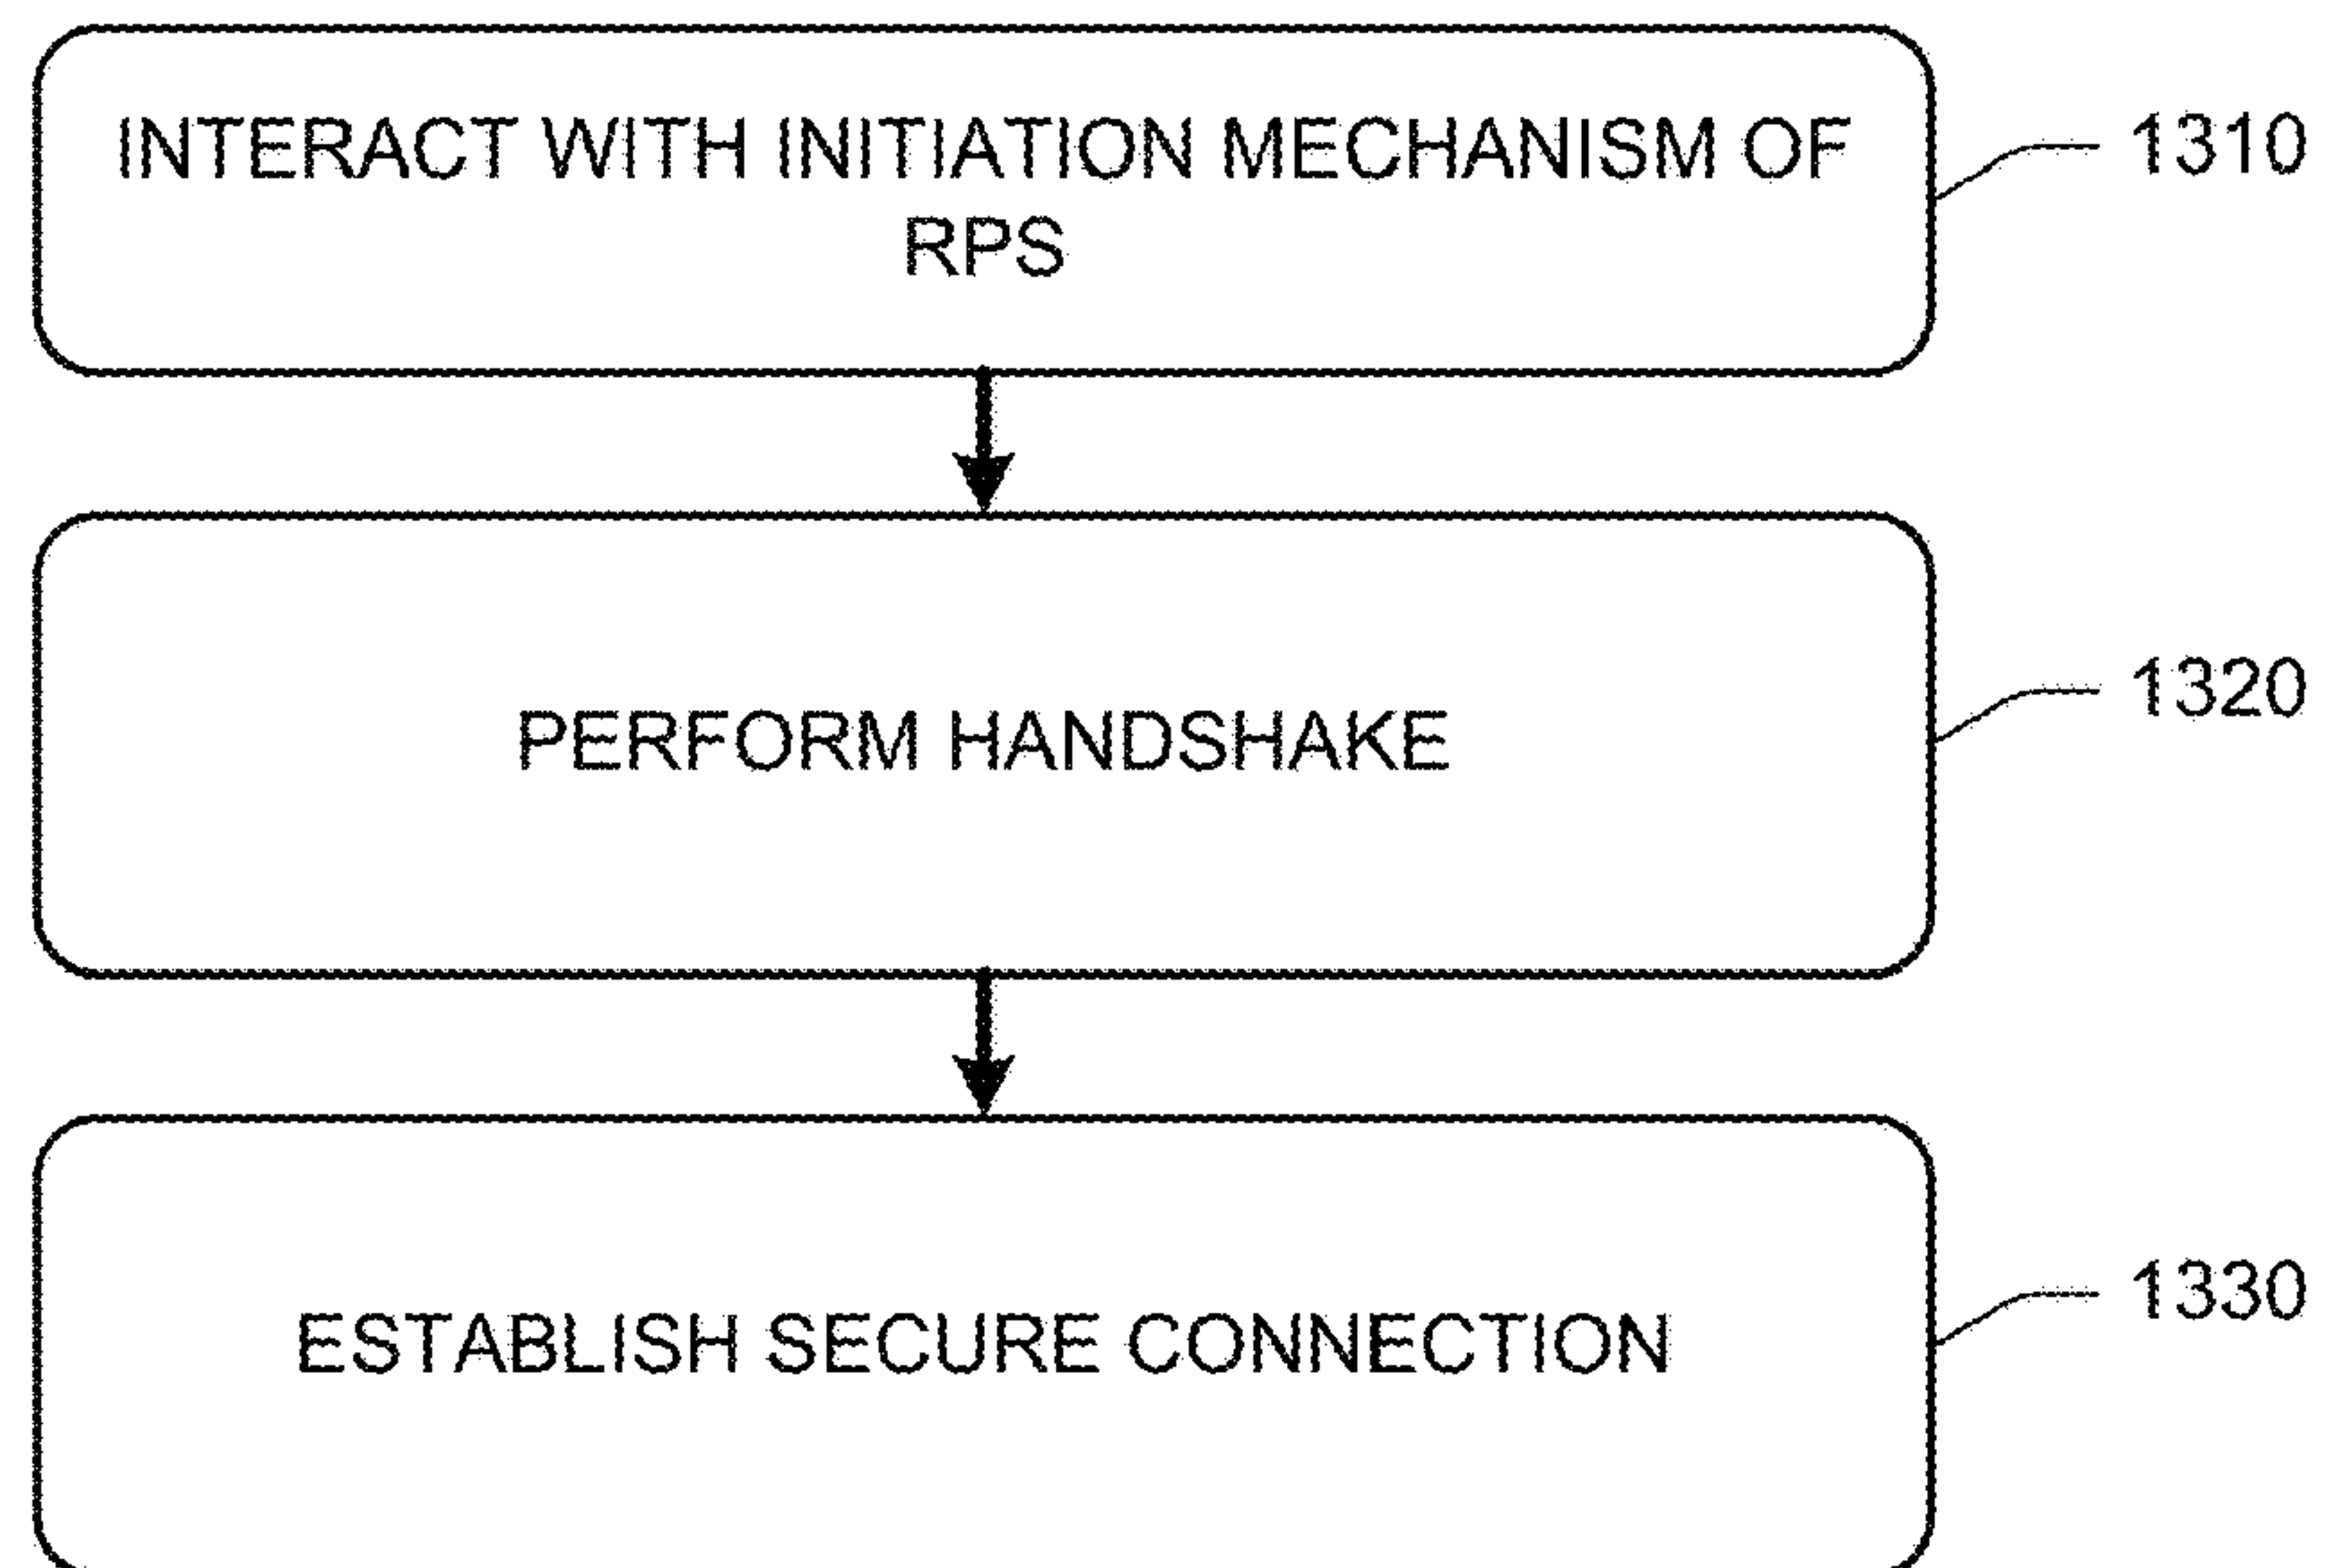 INTERACT WITH INITIATION MECHANISM OF
RPS
1310
PERFORM HANDSHAKE
1320
ESTABLISH SECURE CONNECTION
1330